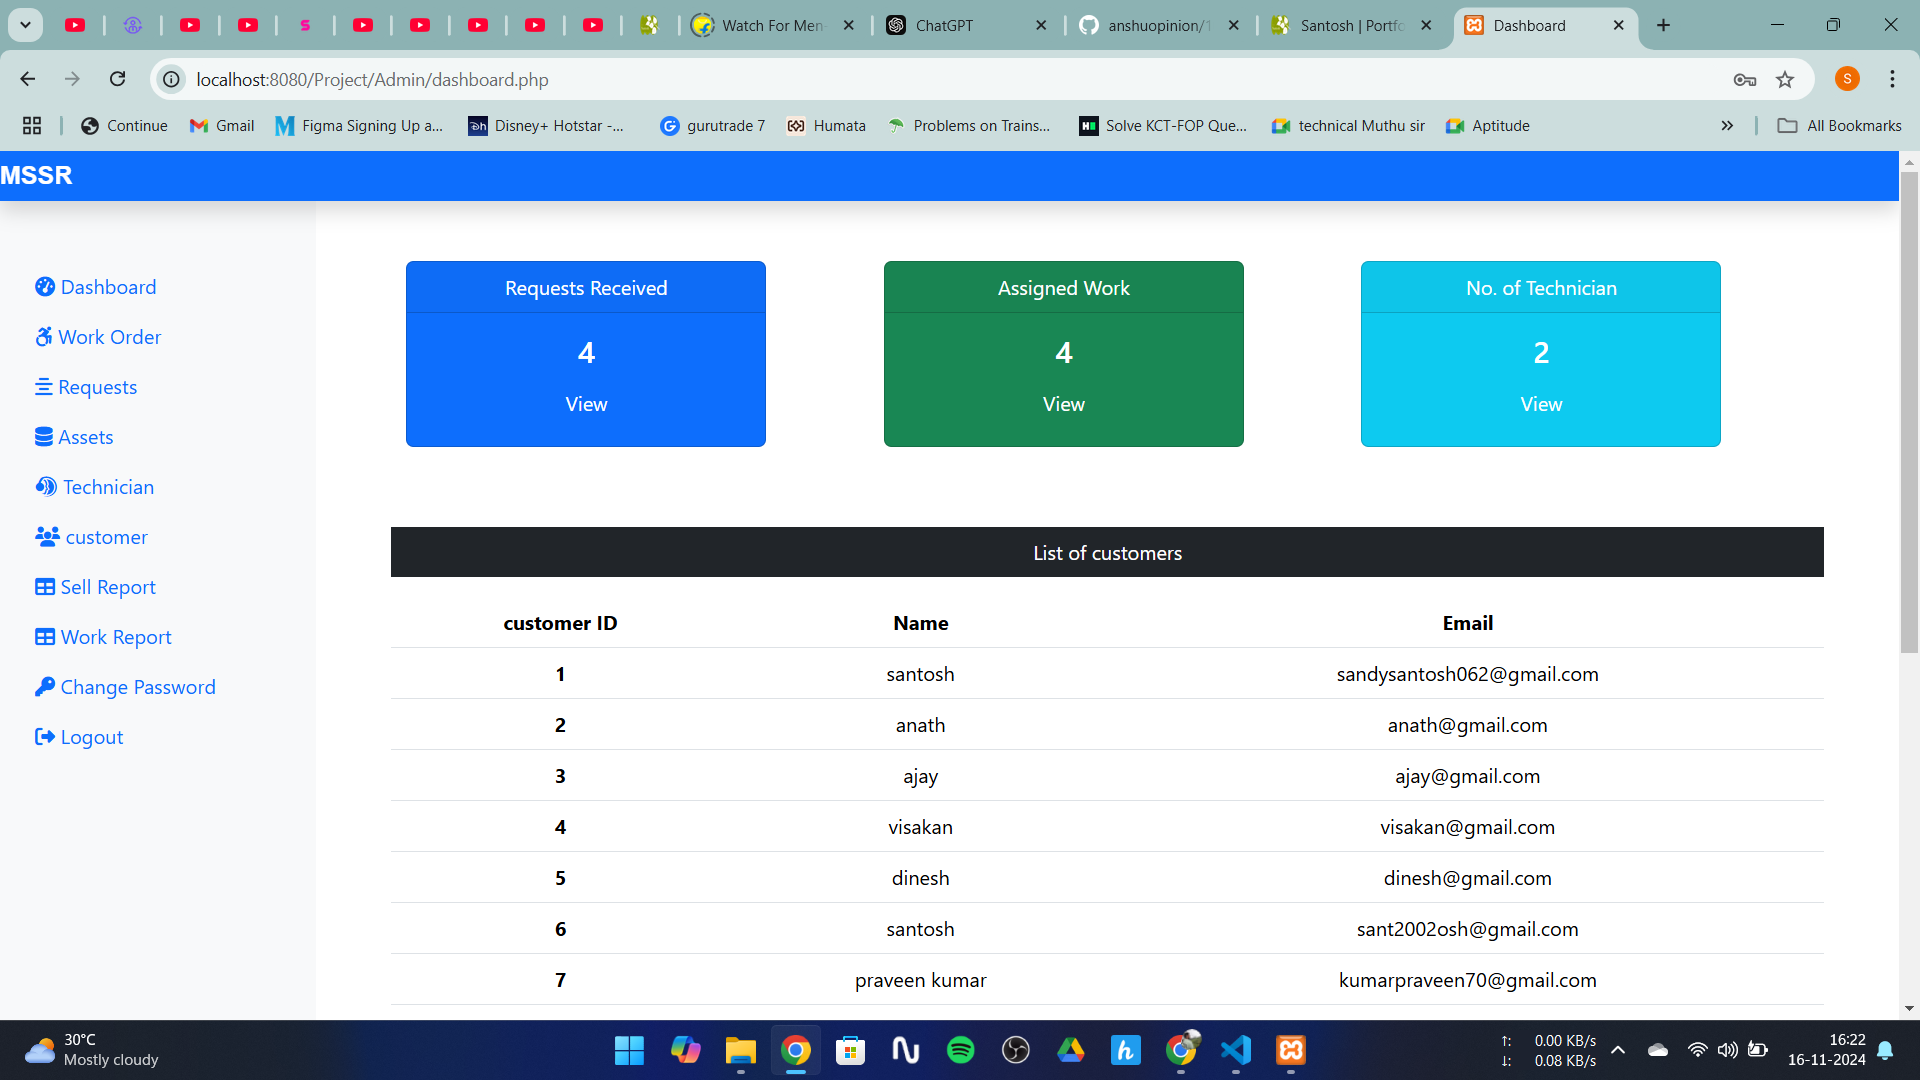 Watch For Men
ChatGPT
anshuopinion/1
Santosh | Portfo
Dashboard
localhost:8080/Project/Admin/dashboard.php
S
Continue
Gmail
Figma Signing Up a...
Disney+ Hotstar -...
gurutrade 7
Humata
Problems on Trains...
Solve KCT-FOP Que...
technical Muthu sir
Aptitude
All Bookmarks
MSSR
Dashboard
Work Order
Requests
Assets
Technician
customer
Sell Report
Work Report
Change Password
Logout
Requests Received
4
View
Assigned Work
4
View
No. of Technician
2
View
List of customers
customer ID Name Email
1 santosh sandysantosh062@gmail.com
2 anath anath@gmail.com
3 ajay ajay@gmail.com
4 visakan visakan@gmail.com
5 dinesh dinesh@gmail.com
6 santosh sant2002osh@gmail.com
7 praveen kumar kumarpraveen70@gmail.com
30°C
Mostly cloudy
↑: 0.00 KB/s
↓: 0.08 KB/s
16:22
16-11-2024